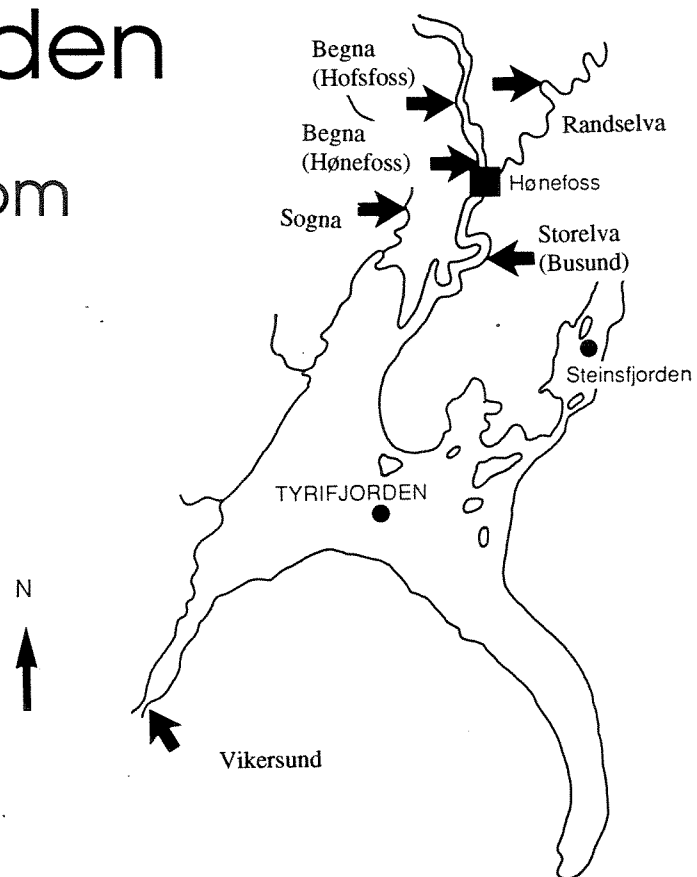 den
om
Begna
(Hofsfoss)
Randselva
Begna
(Hønefoss)
Hønefoss
Sogna
Storelva
(Busund)
Steinsfjorden
TYRIFJORDEN
N
Vikersund